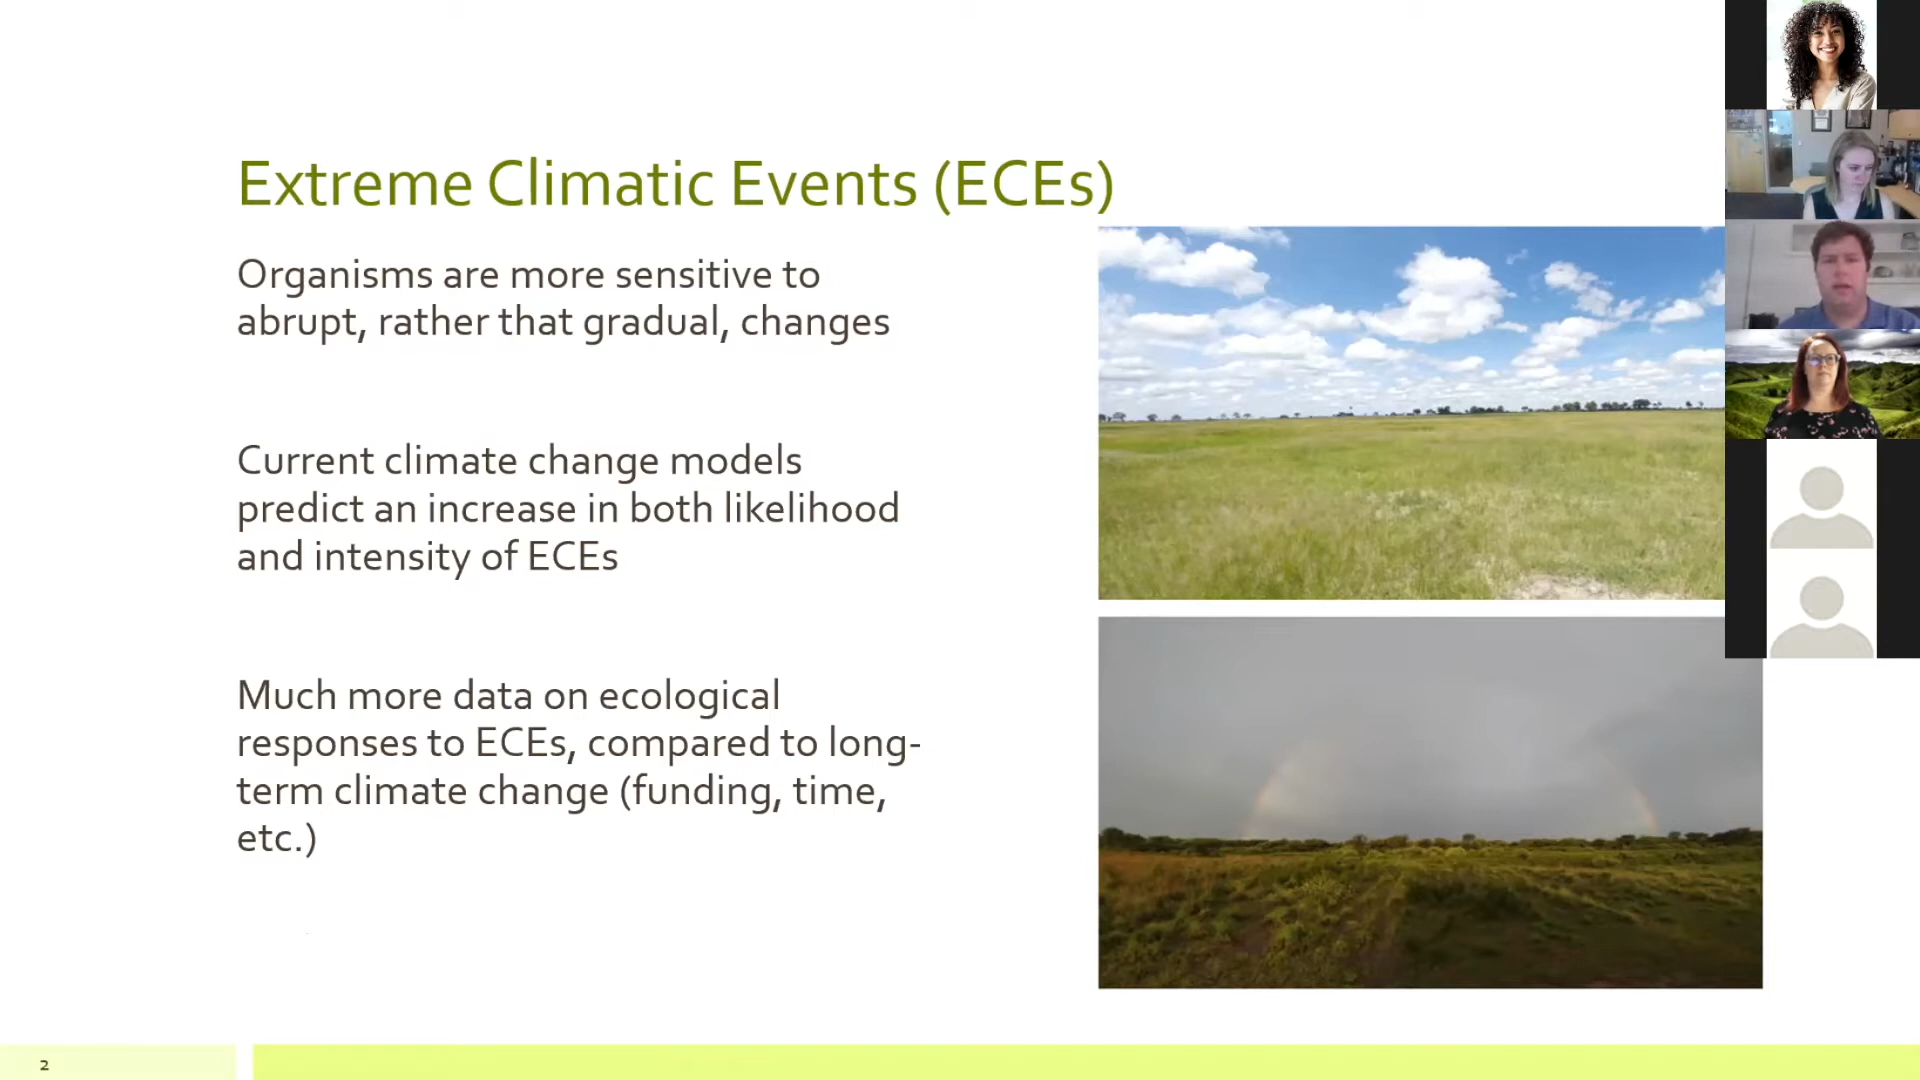 Extreme Climatic Events (ECEs)
Organisms are more sensitive to
abrupt, rather that gradual, changes
Current climate change models
predict an increase in both likelihood
and intensity of ECEs
Much more data on ecological
responses to ECEs, compared to long-
term climate change (funding, time,
etc.)
2